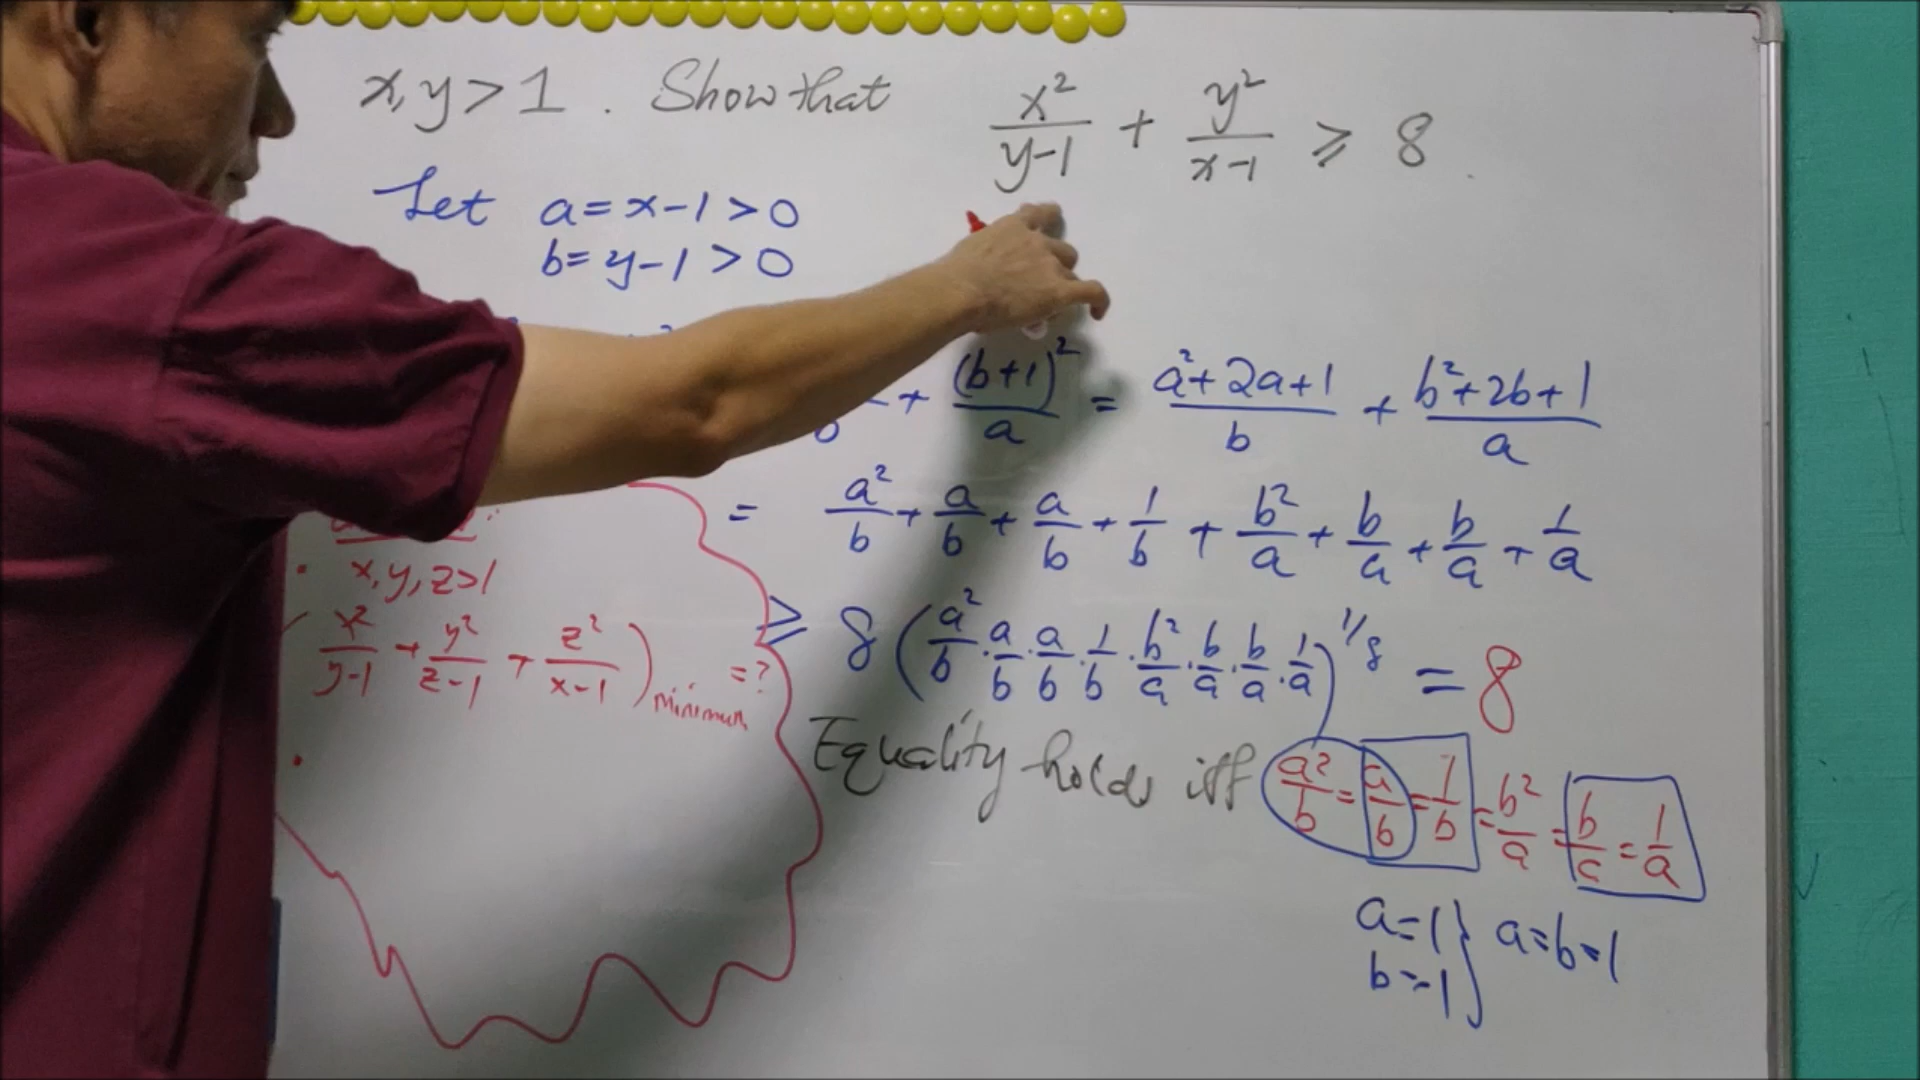 x, y > 1. Show that x²/(y-1) + y²/(x-1) ≥ 8.
Let a = x-1 > 0
b = y-1 > 0
+ (b+1)²/a = (a²+2a+1)/b + (b²+2b+1)/a
= a²/b + a/b + a/b + 1/b + b²/a + b/a + b/a + 1/a
≥ 8 (a²/b · a/b · a/b · 1/b · b²/a · b/a · b/a · 1/a)^1/8 = 8
Equality holds iff a²/b = a/b = 1/b = b²/a = b/a = 1/a
a=1
b=1
} a=b=1
• x, y, z > 1
x²/(y-1) + y²/(z-1) + z²/(x-1) ) minimum = ?
•